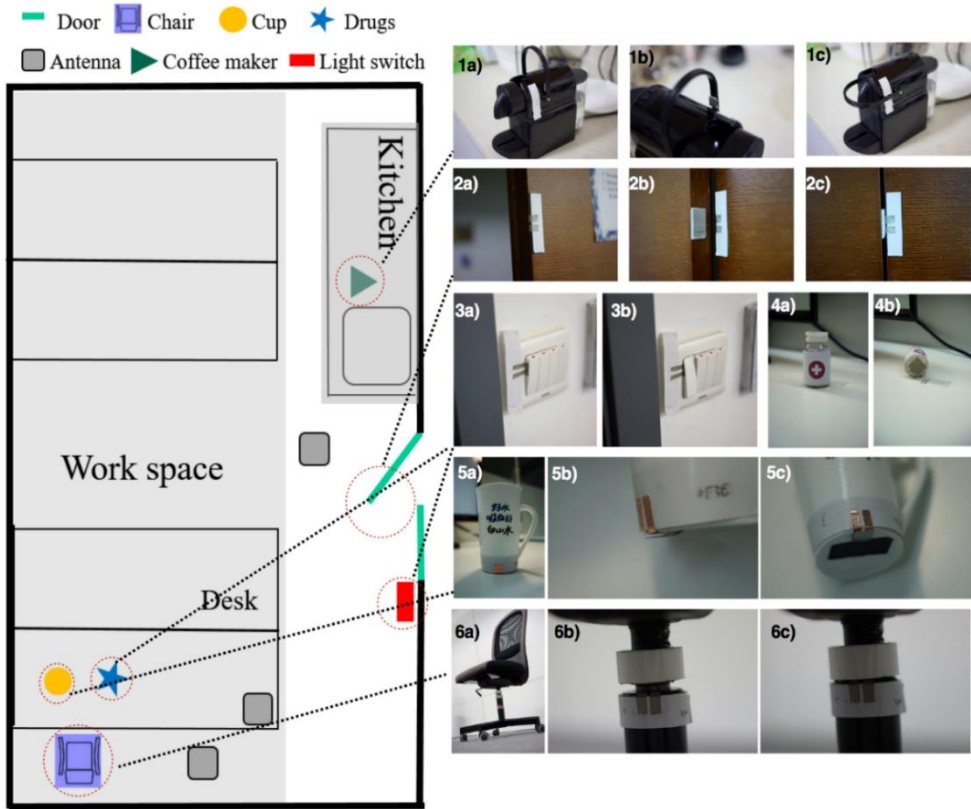 Door
Chair
Cup
Drugs
Antenna
Coffee maker
Light switch
Kitchen
Work space
Desk
1a)
1b)
1c)
2a)
2b)
2c)
3a)
3b)
4a)
4b)
5a)
5b)
5c)
6a)
6b)
6c)